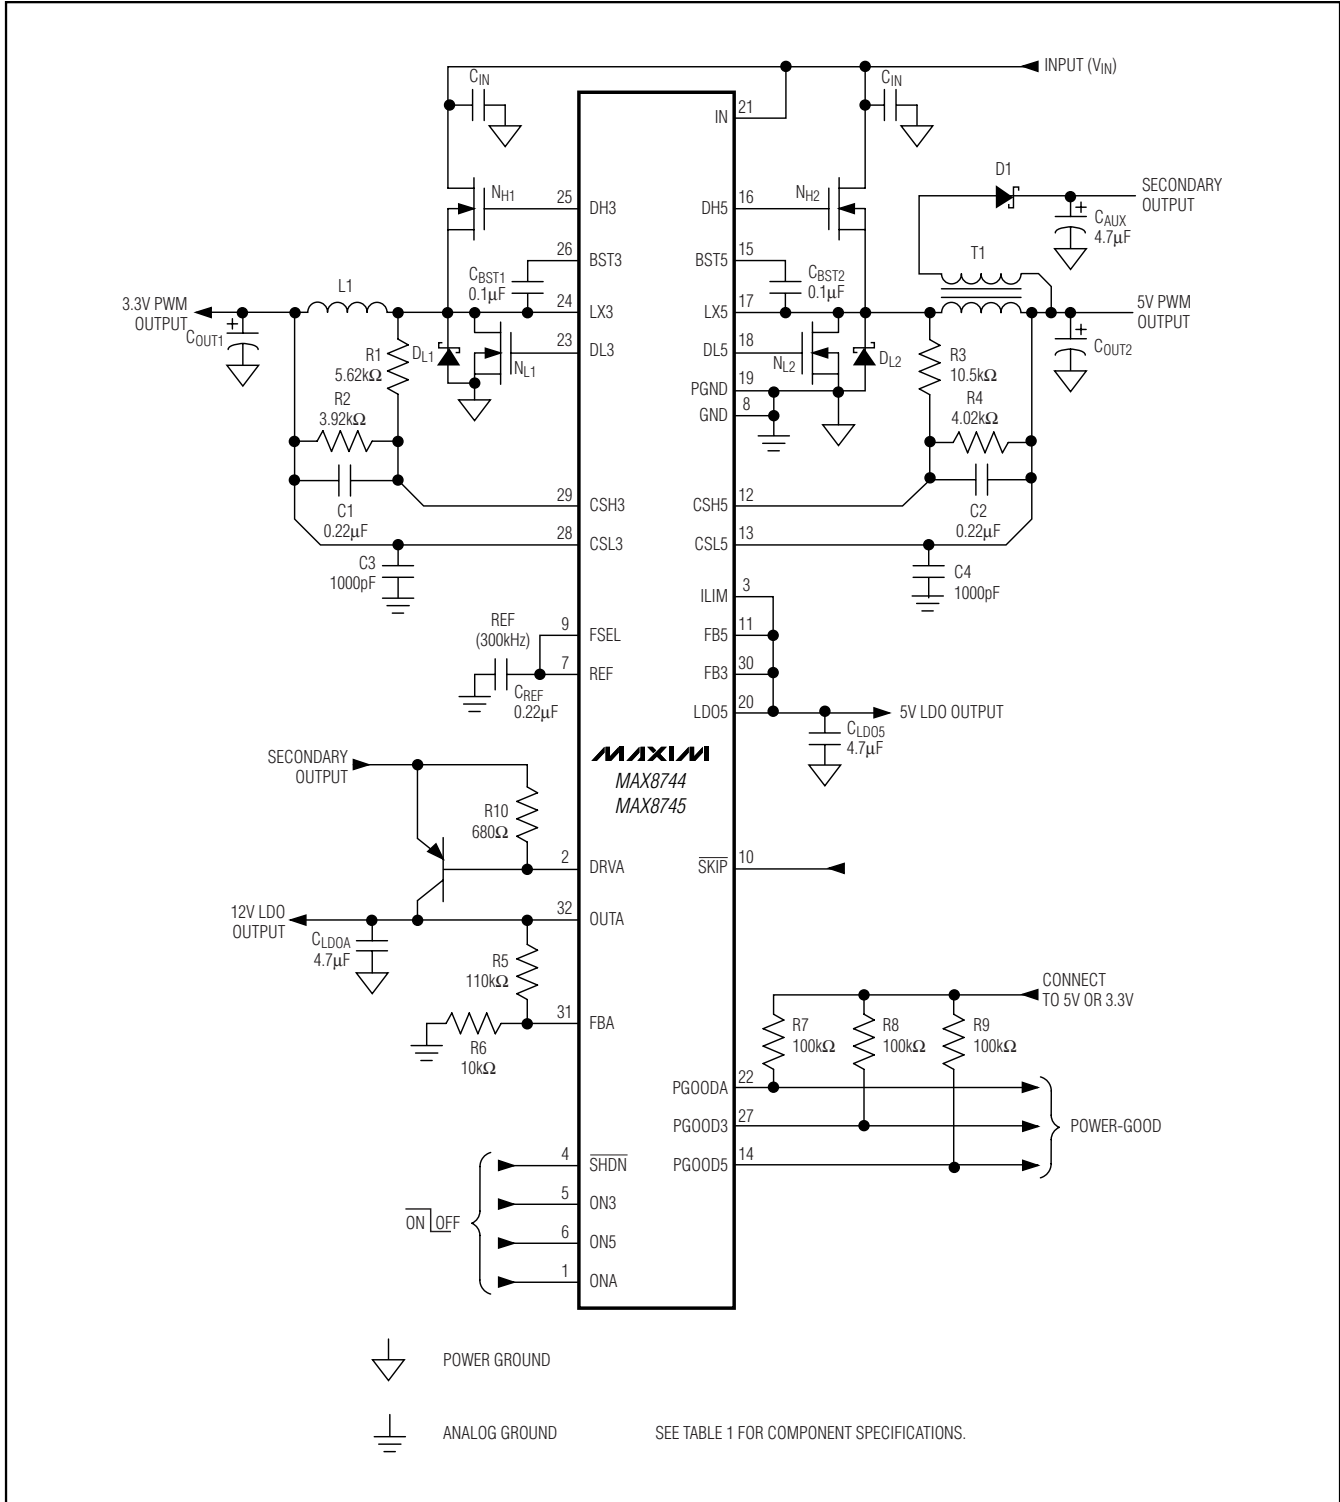 INPUT (VIN)
CIN
CIN
IN
21
D1
SECONDARY
OUTPUT
CAUX
4.7µF
NH1
25
DH3
DH5
16
NH2
26
BST3
BST5
15
T1
CBST1
0.1µF
CBST2
0.1µF
L1
3.3V PWM
OUTPUT
24
LX3
LX5
17
5V PWM
OUTPUT
COUT1
COUT2
R1
5.62kΩ
DL1
NL1
23
DL3
DL5
18
NL2
DL2
R3
10.5kΩ
PGND
19
R2
3.92kΩ
GND
8
R4
4.02kΩ
C1
0.22µF
29
CSH3
CSH5
12
C2
0.22µF
28
CSL3
CSL5
13
C3
1000pF
C4
1000pF
ILIM
3
REF
(300kHz)
9
FSEL
FB5
11
7
REF
FB3
30
CREF
0.22µF
LDO5
20
5V LDO OUTPUT
CLDO5
4.7µF
MAXIM
MAX8744
MAX8745
SECONDARY
OUTPUT
R10
680Ω
2
DRVA
SKIP
10
12V LDO
OUTPUT
32
OUTA
CLDOA
4.7µF
R5
110kΩ
CONNECT
TO 5V OR 3.3V
31
FBA
R6
10kΩ
R7
100kΩ
R8
100kΩ
R9
100kΩ
PGOODA
22
PGOOD3
27
POWER-GOOD
PGOOD5
14
4
SHDN
5
ON3
ON OFF
6
ON5
1
ONA
POWER GROUND
ANALOG GROUND
SEE TABLE 1 FOR COMPONENT SPECIFICATIONS.